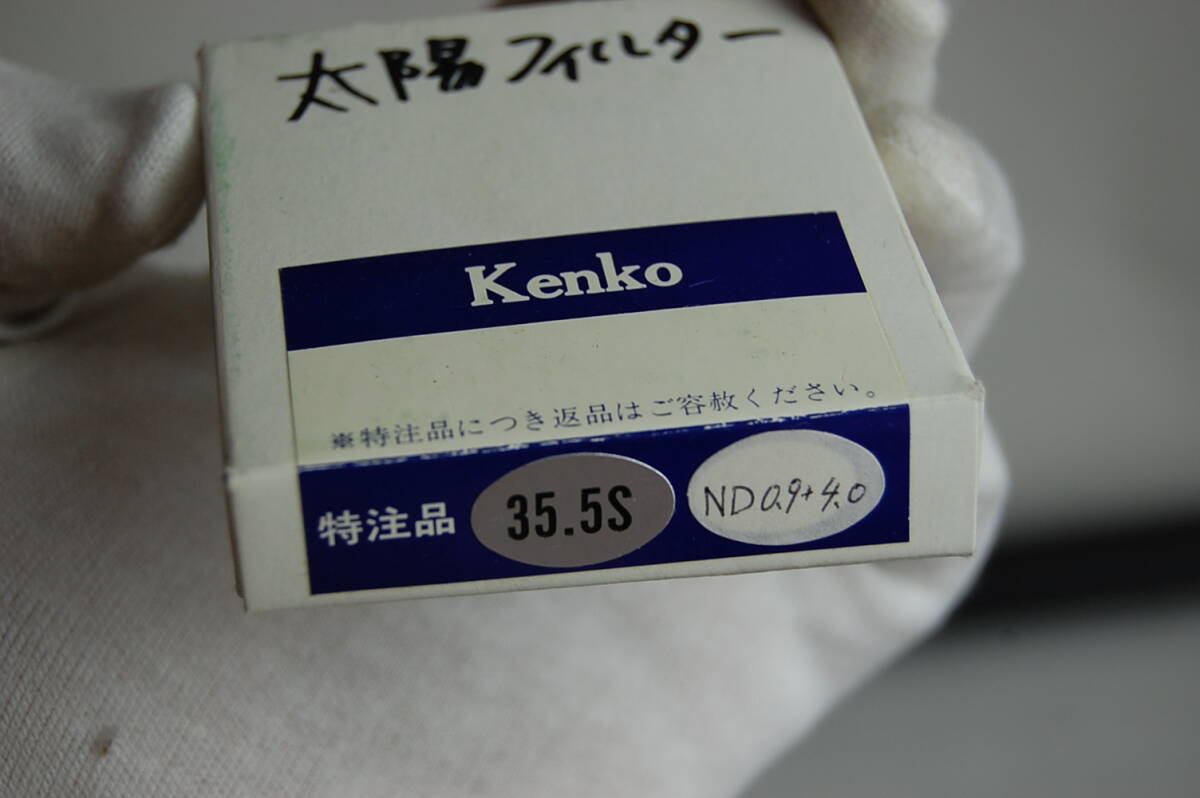 太陽フィルター
Kenko
※特注品につき返品はご容赦ください。
特注品 35.5S ND0.9+4.0